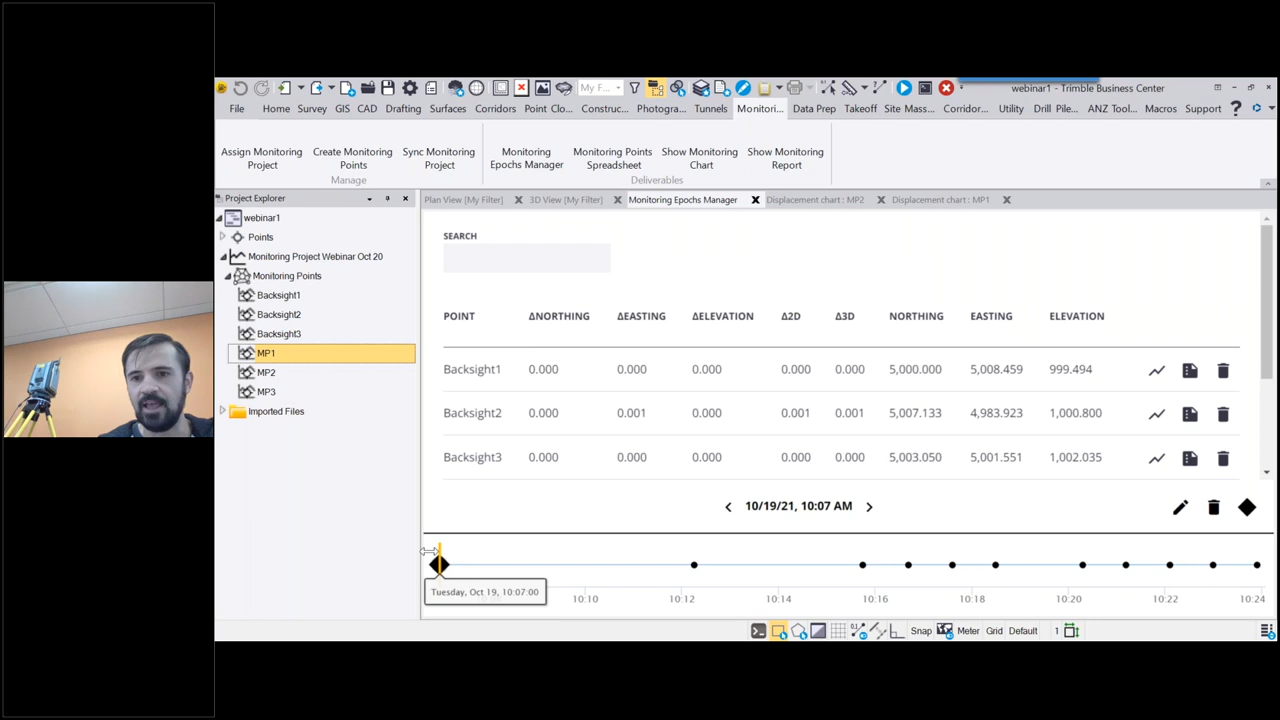 My F...
webinar1 - Trimble Business Center
File Home Survey GIS CAD Drafting Surfaces Corridors Point Clo... Construc... Photogra... Tunnels Monitori... Data Prep Takeoff Site Mass... Corridor... Utility Drill Pile... ANZ Tool... Macros Support
Assign Monitoring Project
Create Monitoring Points
Sync Monitoring Project
Monitoring Epochs Manager
Monitoring Points Spreadsheet
Show Monitoring Chart
Show Monitoring Report
Manage
Deliverables
Project Explorer
webinar1
Points
Monitoring Project Webinar Oct 20
Monitoring Points
Backsight1
Backsight2
Backsight3
MP1
MP2
MP3
Imported Files
Plan View [My Filter] 3D View [My Filter] Monitoring Epochs Manager Displacement chart : MP2 Displacement chart : MP1
SEARCH
POINT ΔNORTHING ΔEASTING ΔELEVATION Δ2D Δ3D NORTHING EASTING ELEVATION
Backsight1 0.000 0.000 0.000 0.000 0.000 5,000.000 5,008.459 999.494
Backsight2 0.000 0.001 0.000 0.001 0.001 5,007.133 4,983.923 1,000.800
Backsight3 0.000 0.000 0.000 0.000 0.000 5,003.050 5,001.551 1,002.035
10/19/21, 10:07 AM
Tuesday, Oct 19, 10:07:00
10:10 10:12 10:14 10:16 10:18 10:20 10:22 10:24
Snap Meter Grid Default 1